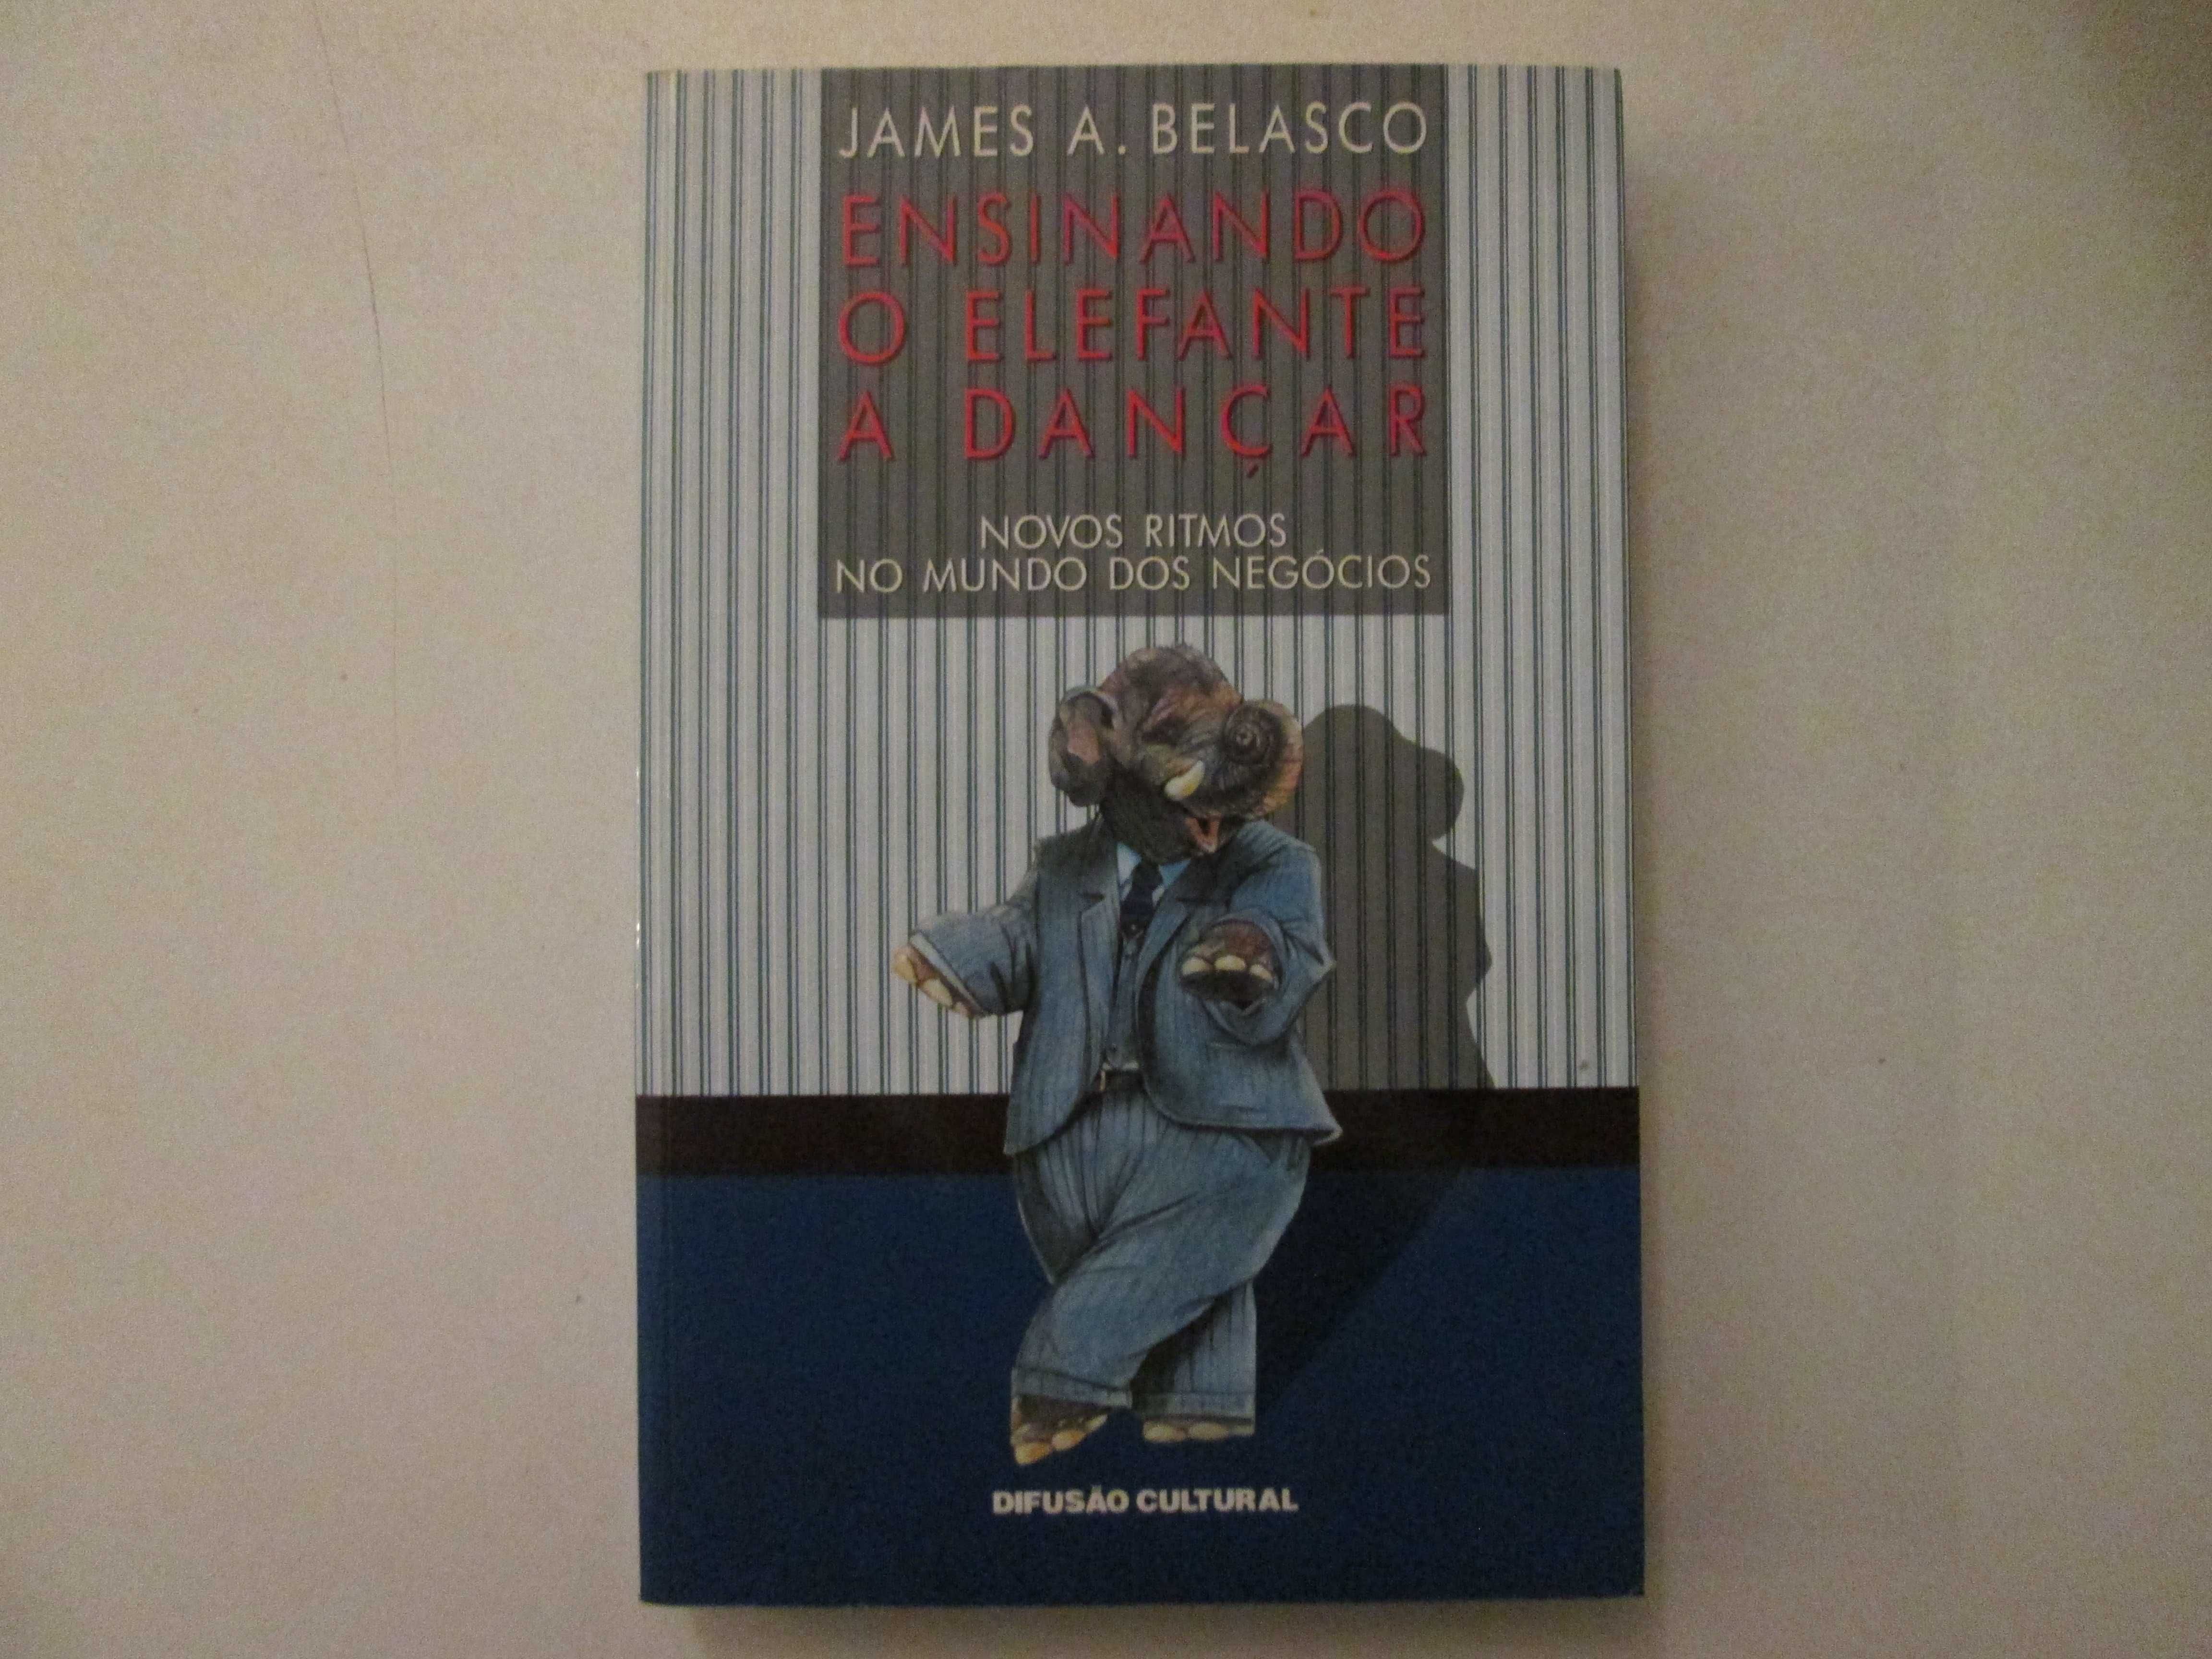 JAMES A. BELASCO
ENSINANDO
O ELEFANTE
A DANÇAR
NOVOS RITMOS
NO MUNDO DOS NEGÓCIOS
DIFUSÃO CULTURAL